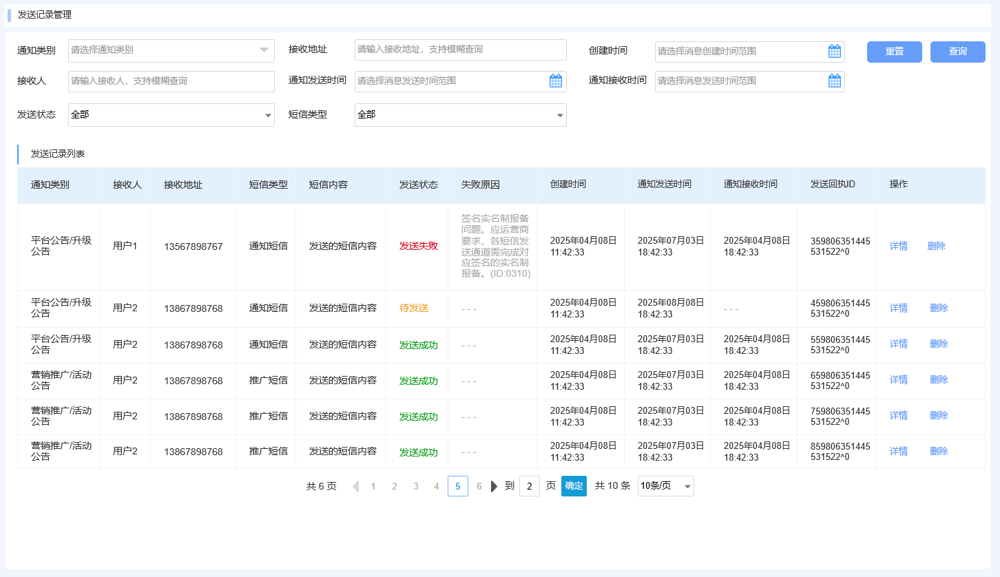 发送记录管理
通知类别 请选择通知类别 接收地址 请输入接收地址，支持模糊查询 创建时间 请选择消息创建时间范围 重置 查询
接收人 请输入接收人，支持模糊查询 通知发送时间 请选择消息发送时间范围 通知接收时间 请选择消息发送时间范围
发送状态 全部 短信类型 全部
发送记录列表
通知类别 接收人 接收地址 短信类型 短信内容 发送状态 失败原因 创建时间 通知发送时间 通知接收时间 发送回执ID 操作
平台公告/升级
公告
用户1
13567898767
通知短信
发送的短信内容
发送失败
签名实名制报备
问题。应运营商
要求，各短信发
送通道需完成对
应签名的实名制
报备。(ID:0310)
2025年04月08日
11:42:33
2025年07月03日
18:42:33
2025年04月08日
18:42:33
359806351445
531522^0
详情 删除
平台公告/升级
公告
用户2
13867898768
通知短信
发送的短信内容
待发送
- - -
2025年04月08日
11:42:33
2025年08月08日
18:42:33
- - -
459806351445
531522^0
详情 删除
平台公告/升级
公告
用户2
13867898768
通知短信
发送的短信内容
发送成功
- - -
2025年04月08日
11:42:33
2025年07月03日
18:42:33
2025年04月08日
18:42:33
559806351445
531522^0
详情 删除
营销推广/活动
公告
用户2
13867898768
推广短信
发送的短信内容
发送成功
- - -
2025年04月08日
11:42:33
2025年07月03日
18:42:33
2025年04月08日
18:42:33
659806351445
531522^0
详情 删除
营销推广/活动
公告
用户2
13867898768
推广短信
发送的短信内容
发送成功
- - -
2025年04月08日
11:42:33
2025年07月03日
18:42:33
2025年04月08日
18:42:33
759806351445
531522^0
详情 删除
营销推广/活动
公告
用户2
13867898768
推广短信
发送的短信内容
发送成功
- - -
2025年04月08日
11:42:33
2025年07月03日
18:42:33
2025年04月08日
18:42:33
859806351445
531522^0
详情 删除
共 6 页 1 2 3 4 5 6 到 2 页 确定 共 10 条 10条/页